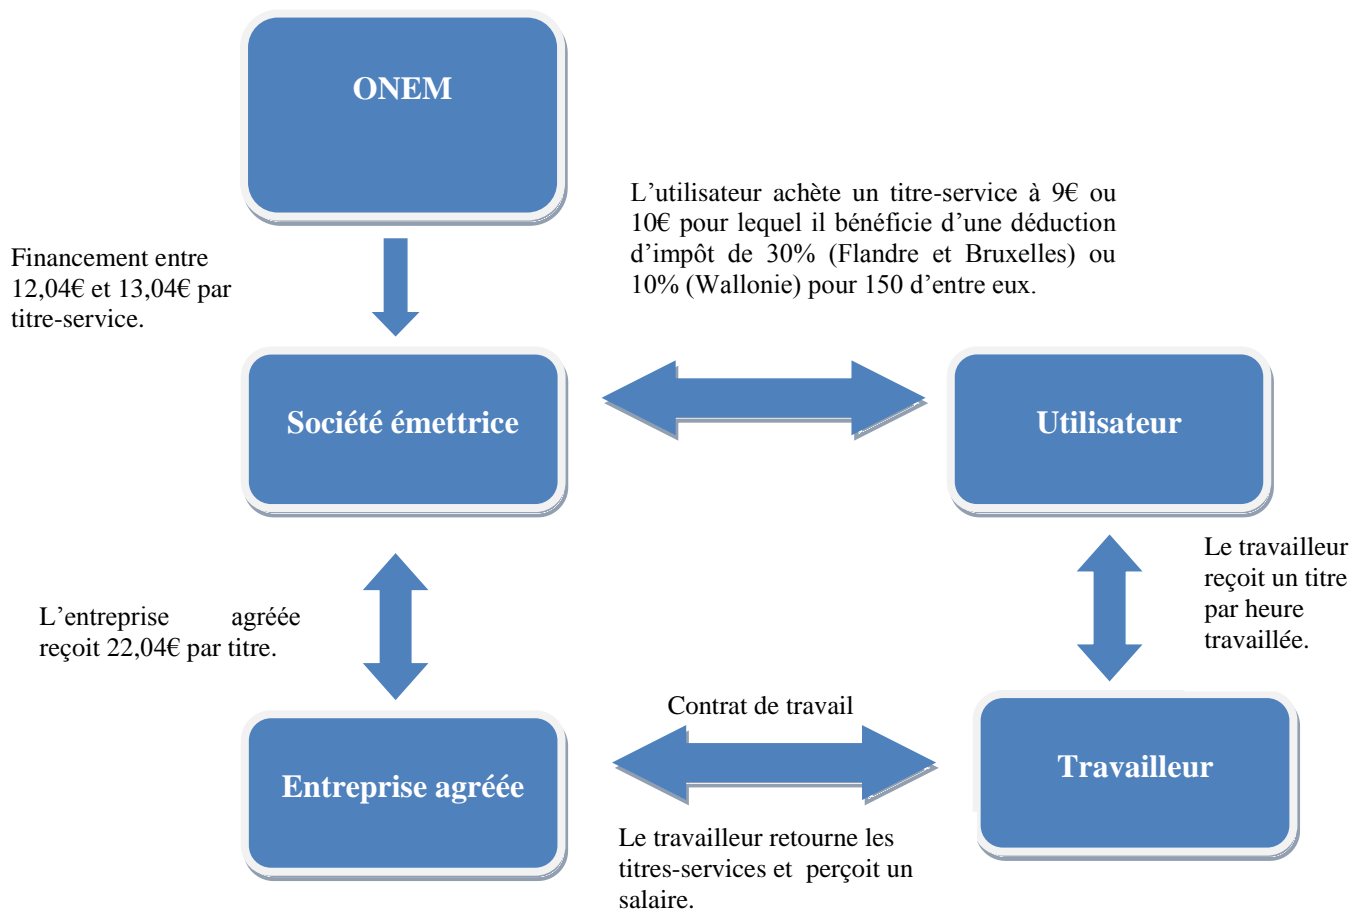 ONEM
L’utilisateur achète un titre-service à 9€ ou
10€ pour lequel il bénéficie d’une déduction
d’impôt de 30% (Flandre et Bruxelles) ou
10% (Wallonie) pour 150 d’entre eux.
Financement entre
12,04€ et 13,04€ par
titre-service.
Société émettrice
Utilisateur
Le travailleur
reçoit un titre
par heure
travaillée.
L’entreprise agréée
reçoit 22,04€ par titre.
Contrat de travail
Entreprise agréée
Travailleur
Le travailleur retourne les
titres-services et perçoit un
salaire.